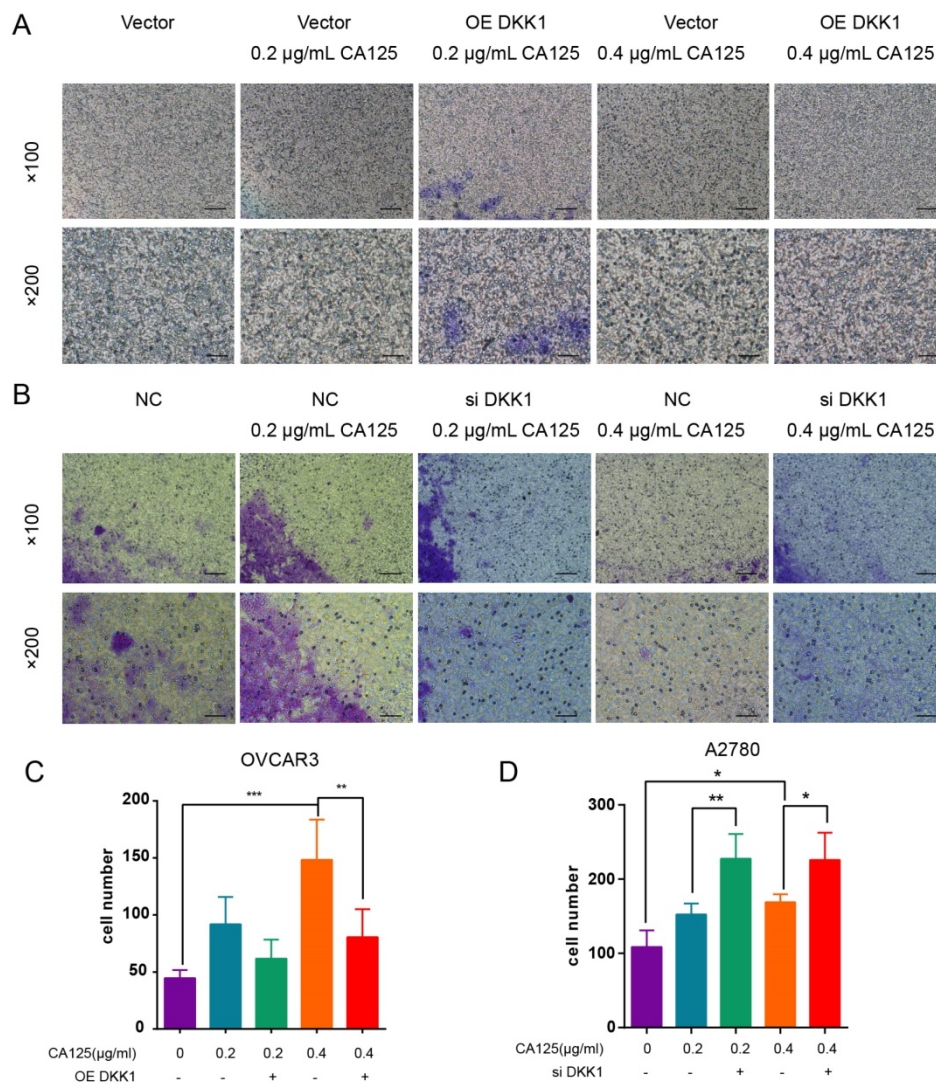 A
Vector Vector OE DKK1 Vector OE DKK1
0.2 μg/mL CA125 0.2 μg/mL CA125 0.4 μg/mL CA125 0.4 μg/mL CA125
×100
×200
B
NC NC si DKK1 NC si DKK1
0.2 μg/mL CA125 0.2 μg/mL CA125 0.4 μg/mL CA125 0.4 μg/mL CA125
×100
×200
C
OVCAR3
200
150
100
50
0
cell number
***
**
CA125(μg/ml) 0 0.2 0.2 0.4 0.4
OE DKK1 - - + - +
D
A2780
300
200
100
0
cell number
*
**
*
CA125(μg/ml) 0 0.2 0.2 0.4 0.4
si DKK1 - - + - +